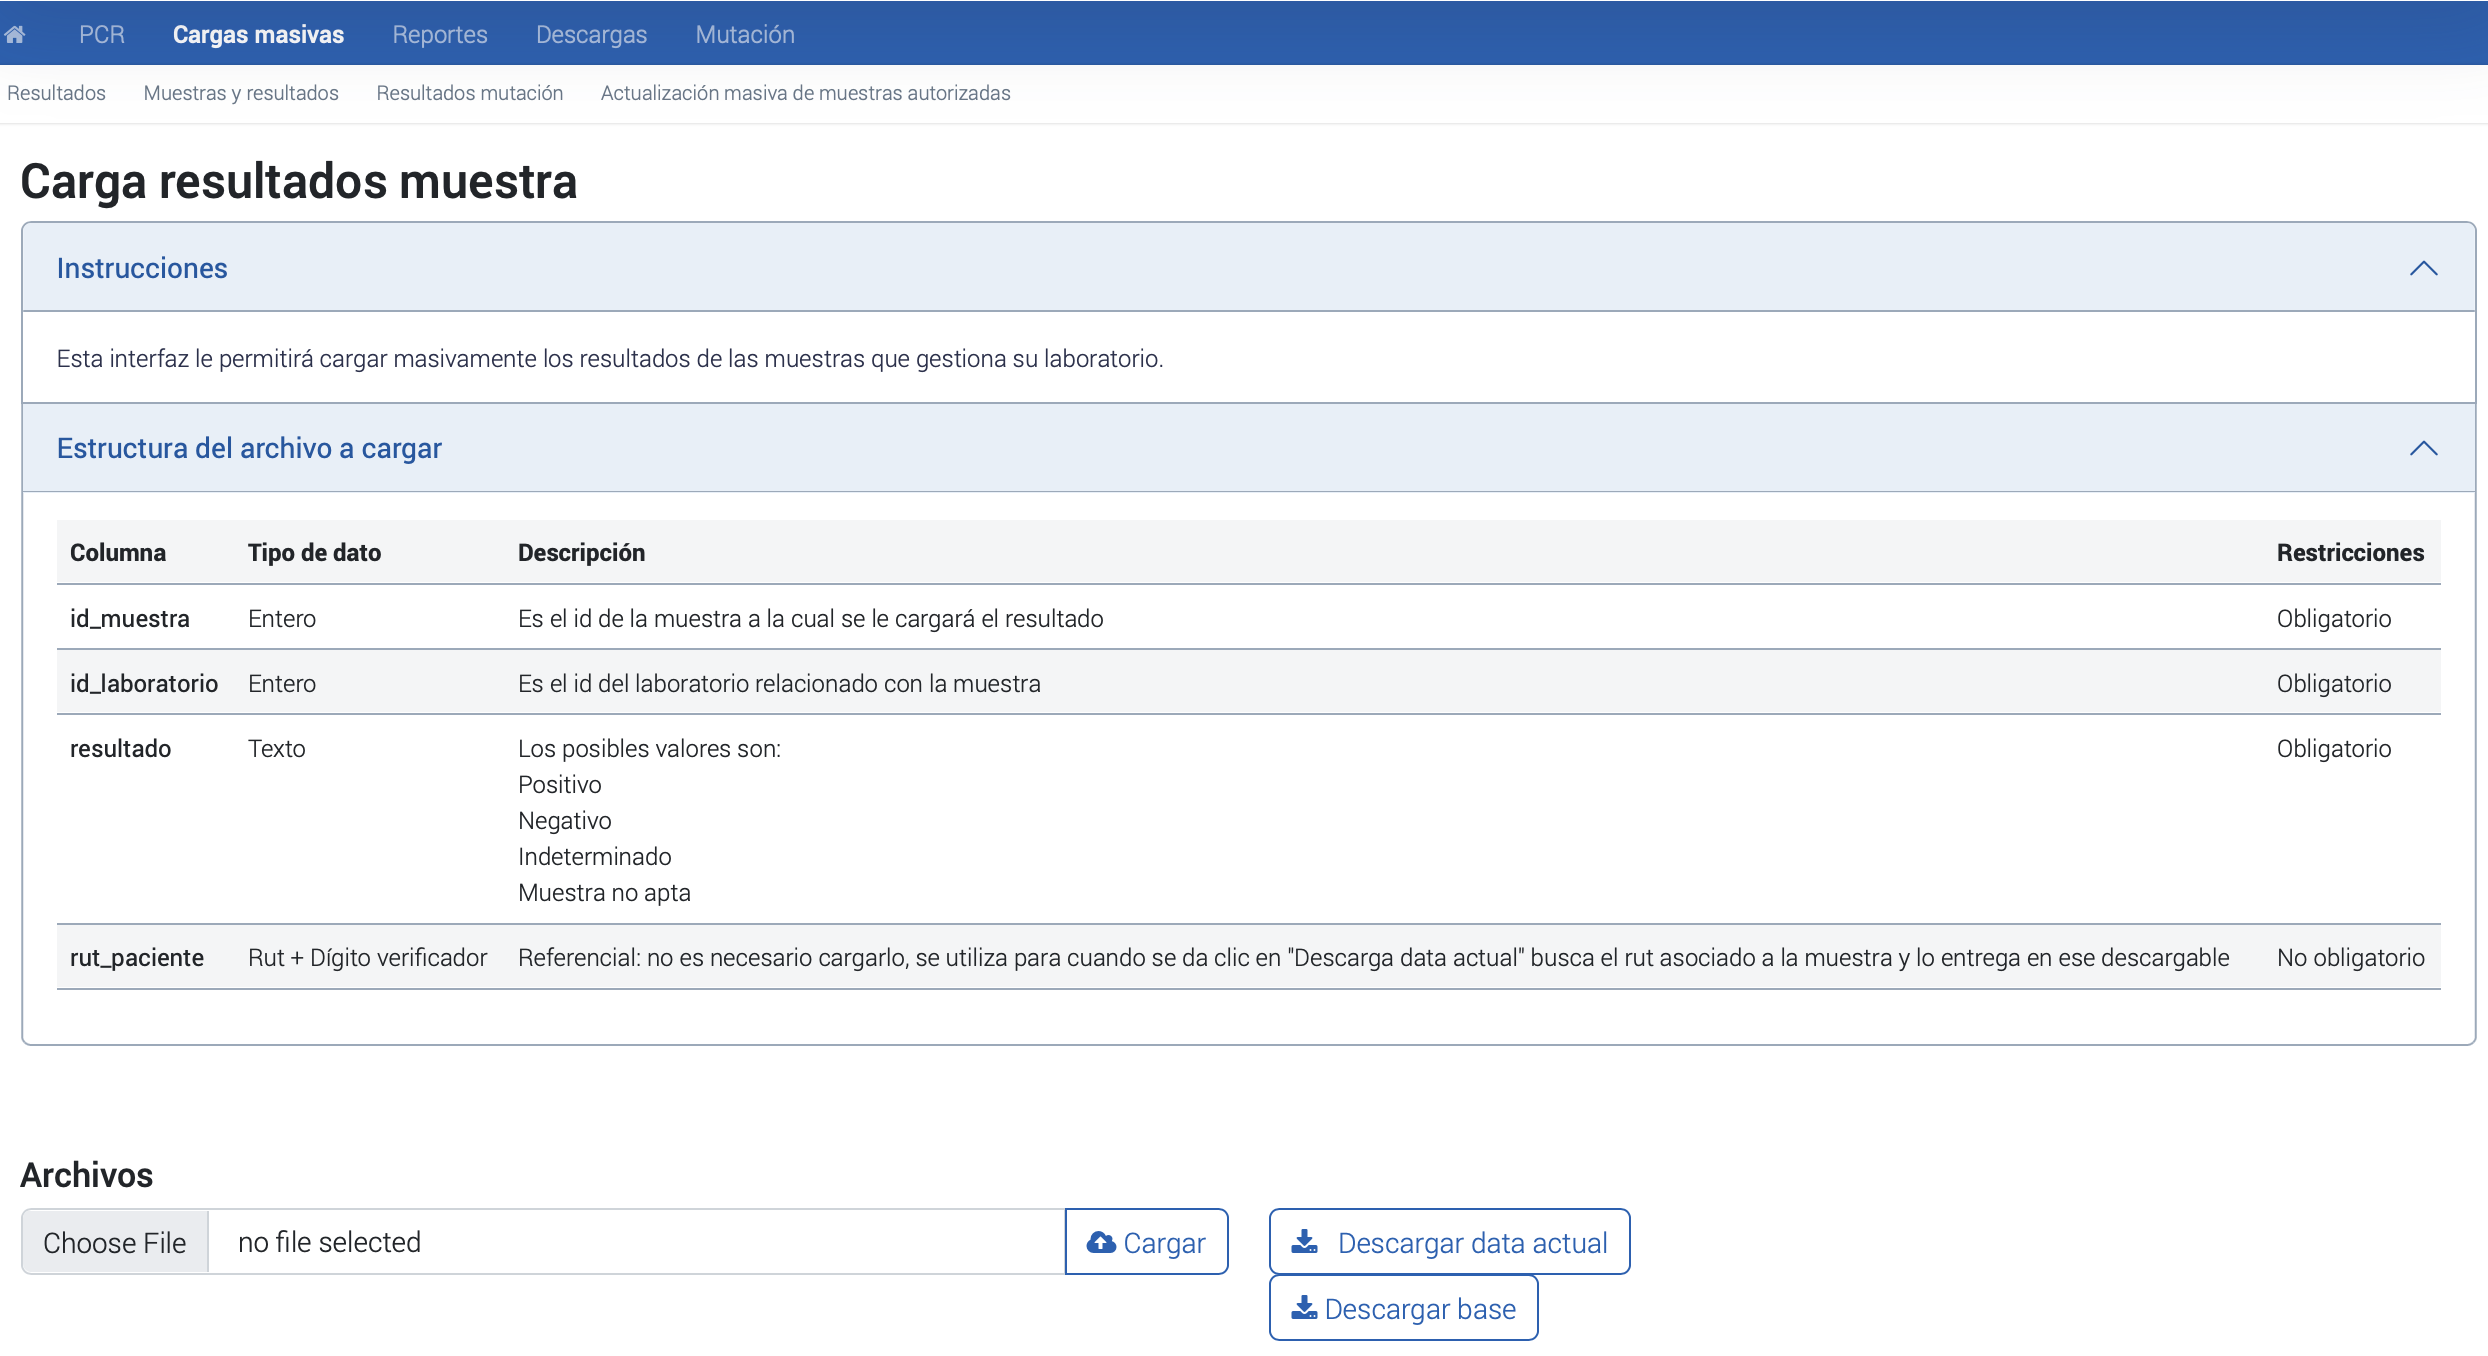 PCR Cargas masivas Reportes Descargas Mutación
Resultados Muestras y resultados Resultados mutación Actualización masiva de muestras autorizadas
Carga resultados muestra
Instrucciones
Esta interfaz le permitirá cargar masivamente los resultados de las muestras que gestiona su laboratorio.
Estructura del archivo a cargar
Columna Tipo de dato Descripción Restricciones
id_muestra Entero Es el id de la muestra a la cual se le cargará el resultado Obligatorio
id_laboratorio Entero Es el id del laboratorio relacionado con la muestra Obligatorio
resultado Texto Los posibles valores son: Obligatorio
Positivo
Negativo
Indeterminado
Muestra no apta
rut_paciente Rut + Dígito verificador Referencial: no es necesario cargarlo, se utiliza para cuando se da clic en "Descarga data actual" busca el rut asociado a la muestra y lo entrega en ese descargable No obligatorio
Archivos
Choose File no file selected Cargar Descargar data actual
Descargar base